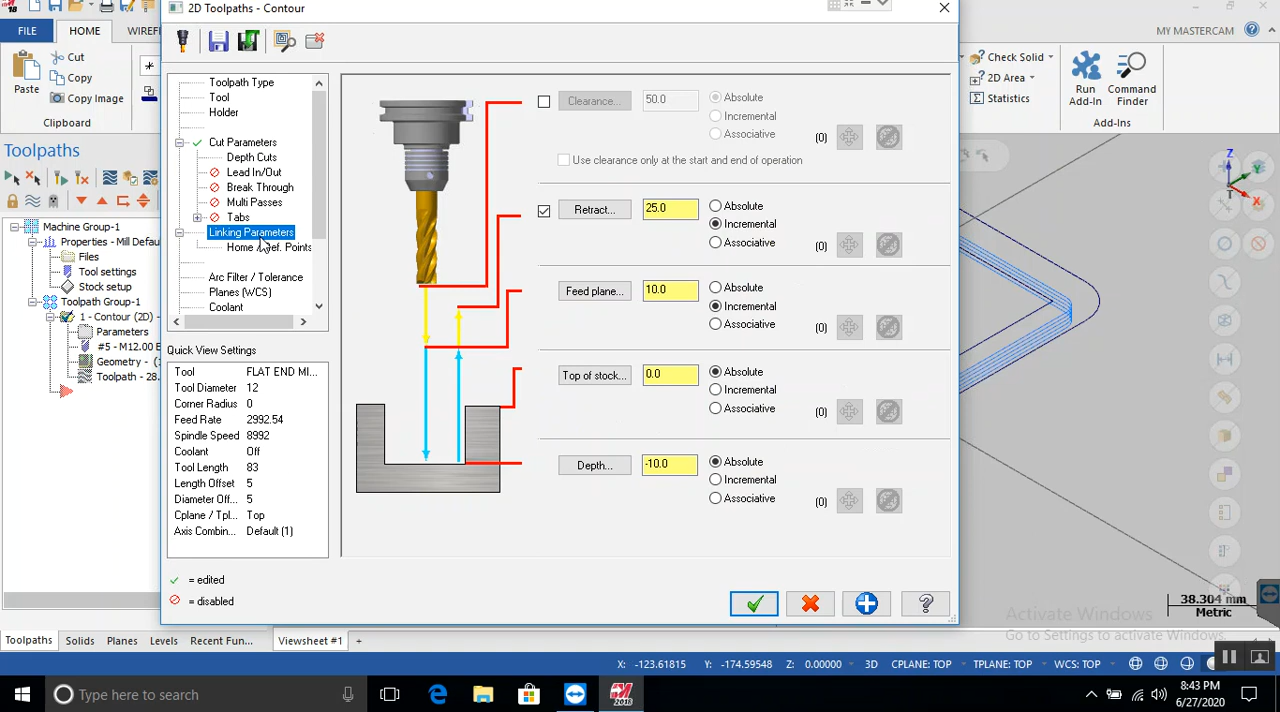 2D Toolpaths - Contour
FILE
HOME
WIREF
MY MASTERCAM
Paste
Cut
Copy
Copy Image
Clipboard
Check Solid
2D Area
Statistics
Run
Add-In
Command
Finder
Add-Ins
Toolpaths
Machine Group-1
Properties - Mill Defau
Files
Tool settings
Stock setup
Toolpath Group-1
1 - Contour (2D) -
Parameters
#5 - M12.00 E
Geometry -
Toolpath - 28.
Toolpath Type
Tool
Holder
Cut Parameters
Depth Cuts
Lead In/Out
Break Through
Multi Passes
Tabs
Linking Parameters
Home / Ref. Points
Arc Filter / Tolerance
Planes (WCS)
Coolant
Quick View Settings
Tool FLAT END MI...
Tool Diameter 12
Corner Radius 0
Feed Rate 2992.54
Spindle Speed 8992
Coolant Off
Tool Length 83
Length Offset 5
Diameter Off... 5
Cplane / Tpl... Top
Axis Combin... Default (1)
= edited
= disabled
Clearance... 50.0
Absolute
Incremental
Associative (0)
Use clearance only at the start and end of operation
Retract... 25.0
Absolute
Incremental
Associative (0)
Feed plane... 10.0
Absolute
Incremental
Associative (0)
Top of stock... 0.0
Absolute
Incremental
Associative (0)
Depth... -10.0
Absolute
Incremental
Associative (0)
Z
X
T
38.304 mm
Metric
Activate Windows
Go to Settings to activate Windows.
Toolpaths
Solids
Planes
Levels
Recent Fun...
Viewsheet #1
+
X: -123.61815 Y: -174.59548 Z: 0.00000 3D CPLANE: TOP TPLANE: TOP WCS: TOP
Type here to search
2018
8:43 PM
6/27/2020